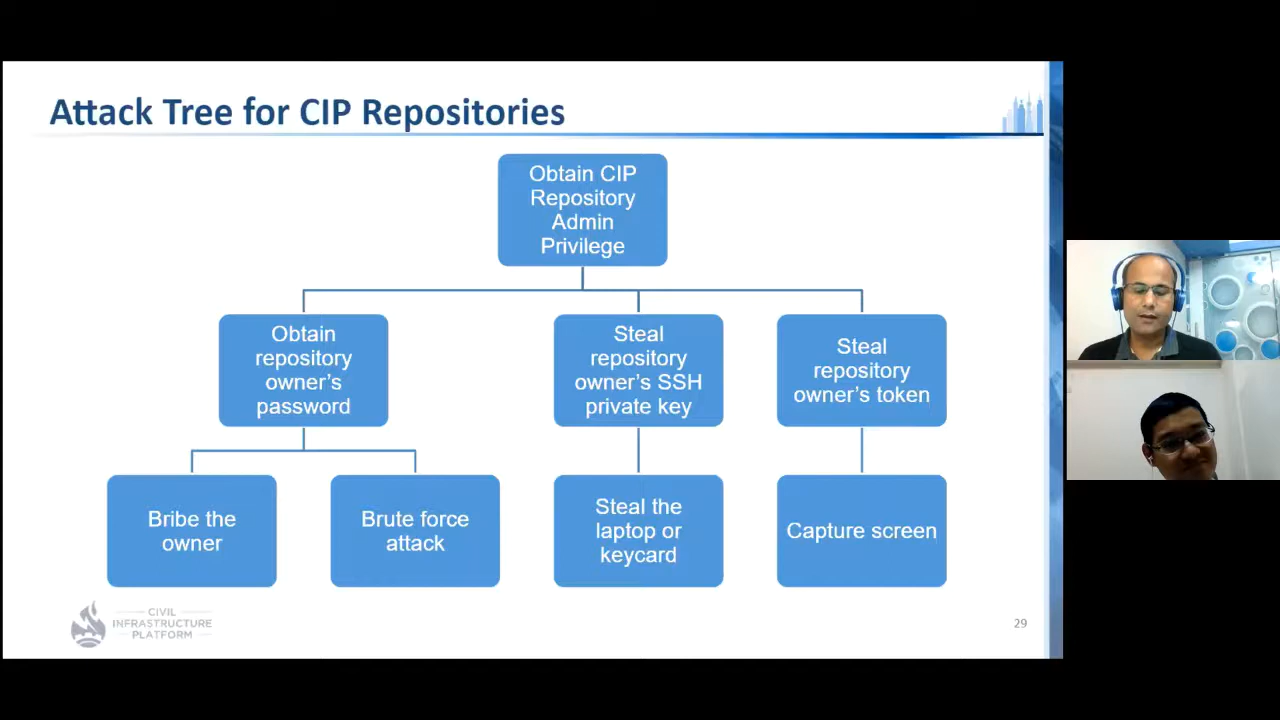 Attack Tree for CIP Repositories
Obtain CIP
Repository
Admin
Privilege
Obtain
repository
owner’s
password
Steal
repository
owner’s SSH
private key
Steal
repository
owner’s token
Bribe the
owner
Brute force
attack
Steal the
laptop or
keycard
Capture screen
CIVIL
INFRASTRUCTURE
PLATFORM
29